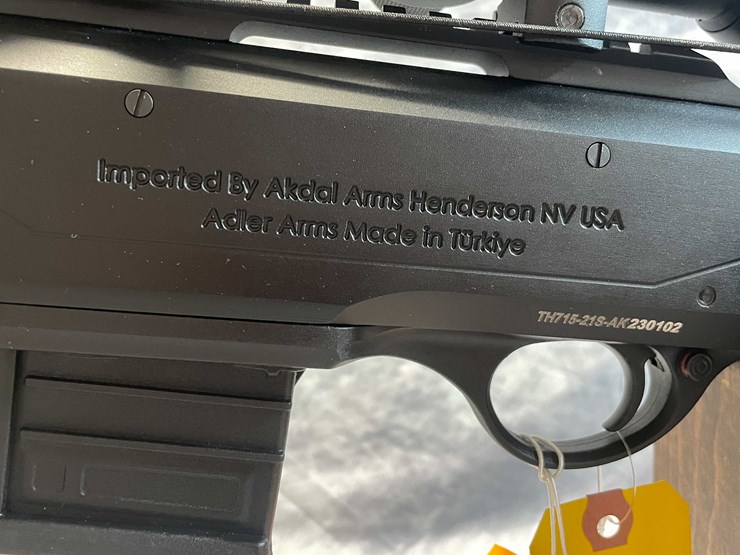 Imported By Akdal Arms Henderson NV USA
Adler Arms Made in Türkiye
TH715-21S-AK230102